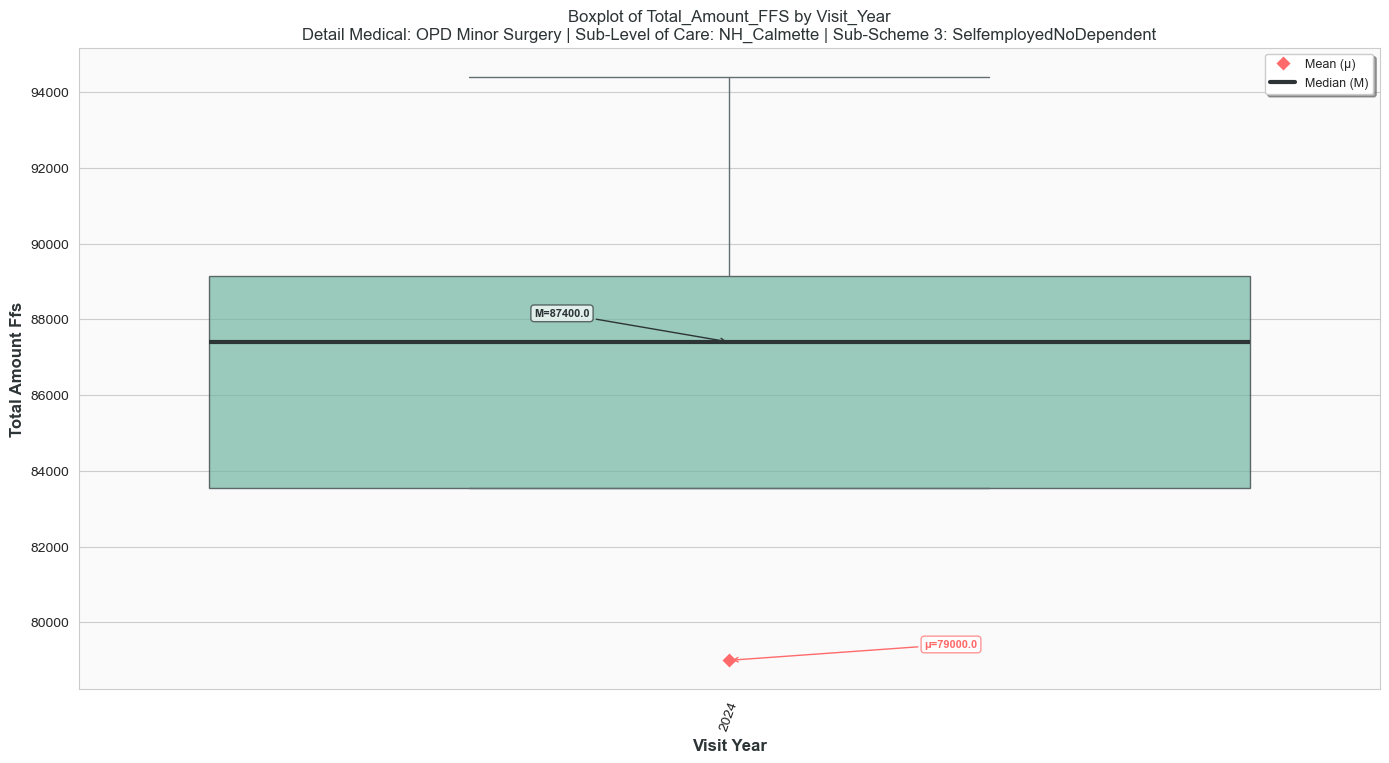 Boxplot of Total_Amount_FFS by Visit_Year
Detail Medical: OPD Minor Surgery | Sub-Level of Care: NH_Calmette | Sub-Scheme 3: SelfemployedNoDependent
Mean (μ)
Median (M)
94000
92000
90000
88000
86000
84000
82000
80000
Total Amount Ffs
M=87400.0
μ=79000.0
2024
Visit Year